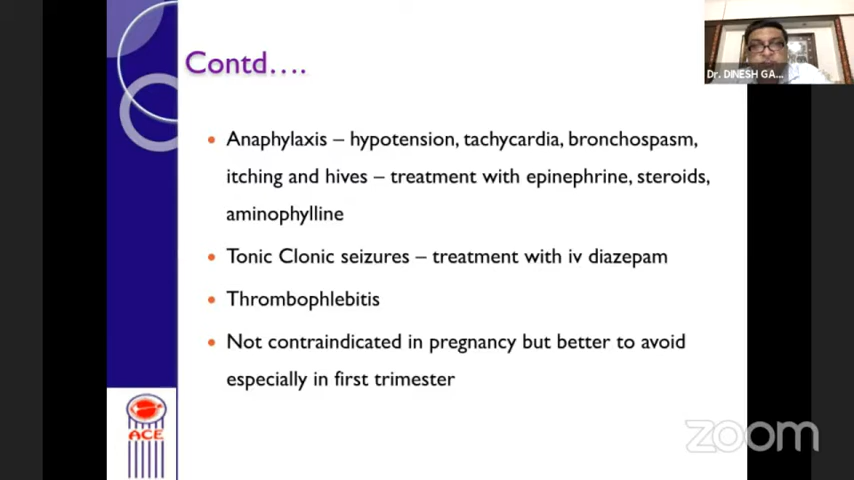 Contd....
Dr. DINESH GA...
Anaphylaxis – hypotension, tachycardia, bronchospasm,
itching and hives – treatment with epinephrine, steroids,
aminophylline
Tonic Clonic seizures – treatment with iv diazepam
Thrombophlebitis
Not contraindicated in pregnancy but better to avoid
especially in first trimester
ACE
zoom